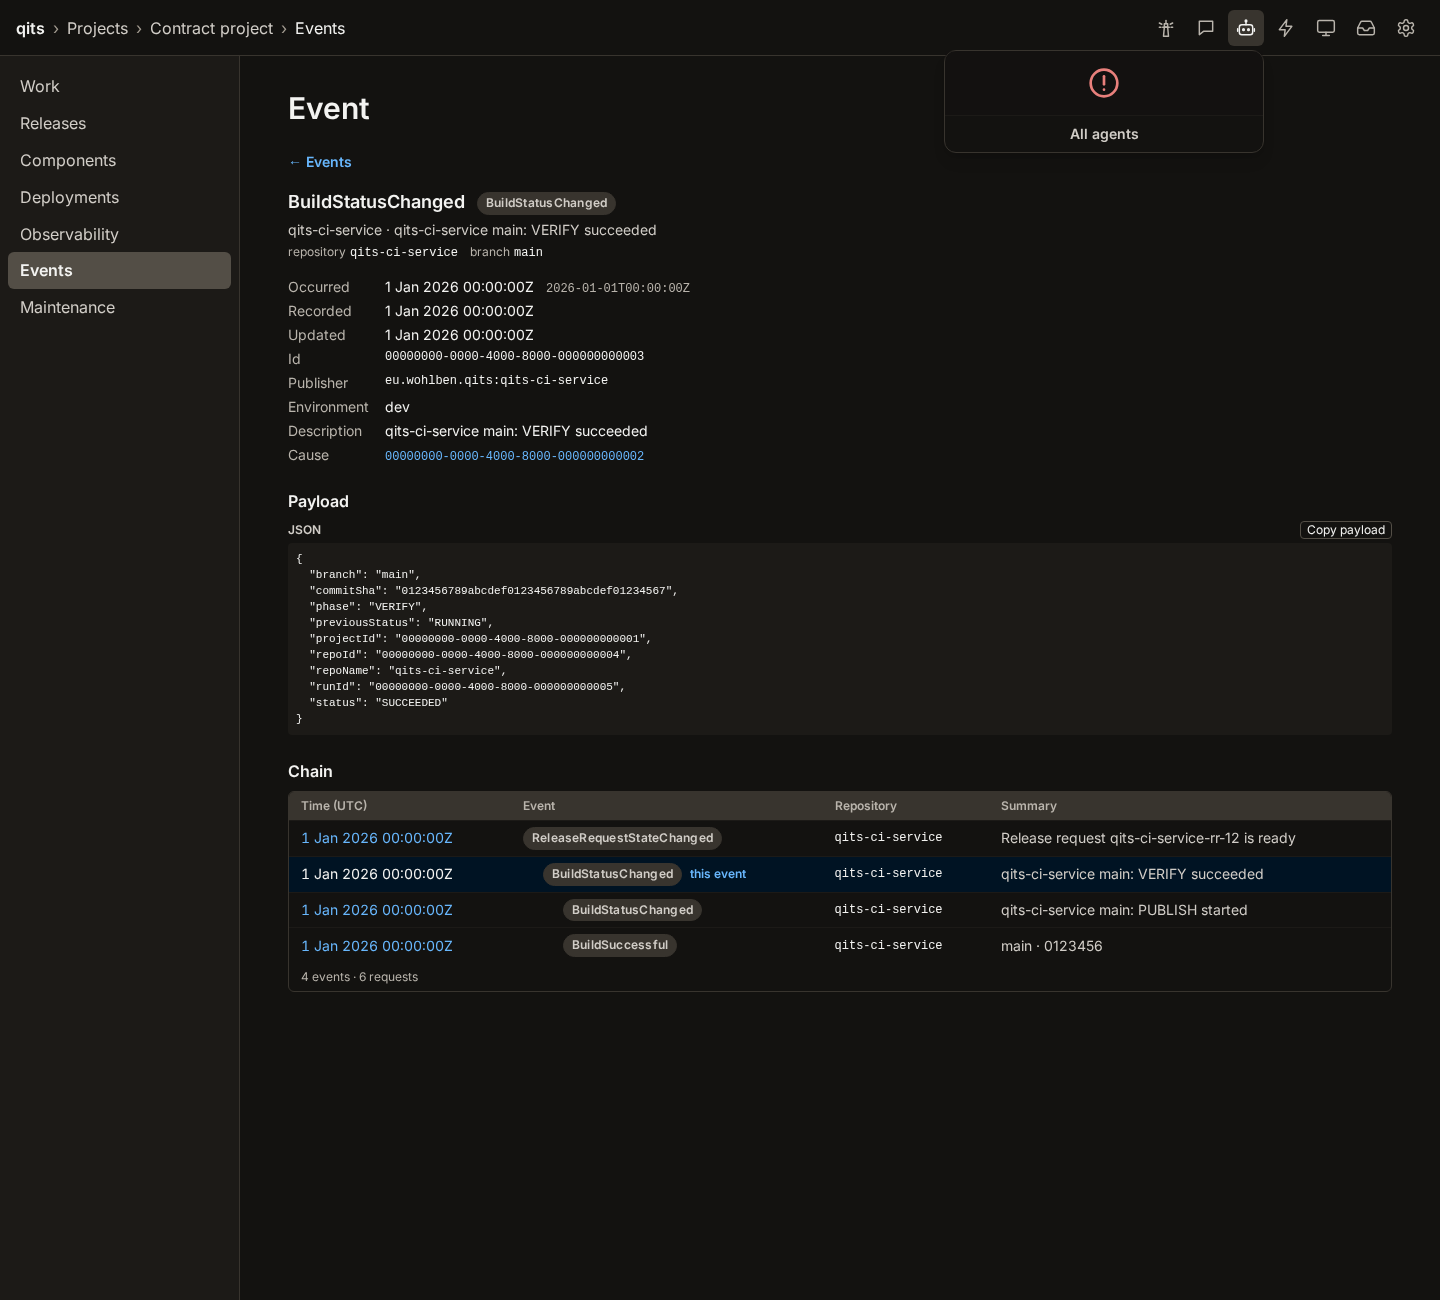 qits › Projects › Contract project › Events
All agents
Work
Releases
Components
Deployments
Observability
Events
Maintenance
Event
← Events
BuildStatusChanged BuildStatusChanged
qits-ci-service · qits-ci-service main: VERIFY succeeded
repository qits-ci-service branch main
Occurred 1 Jan 2026 00:00:00Z 2026-01-01T00:00:00Z
Recorded 1 Jan 2026 00:00:00Z
Updated 1 Jan 2026 00:00:00Z
Id 00000000-0000-4000-8000-000000000003
Publisher eu.wohlben.qits:qits-ci-service
Environment dev
Description qits-ci-service main: VERIFY succeeded
Cause 00000000-0000-4000-8000-000000000002
Payload
JSON Copy payload
{
"branch": "main",
"commitSha": "0123456789abcdef0123456789abcdef01234567",
"phase": "VERIFY",
"previousStatus": "RUNNING",
"projectId": "00000000-0000-4000-8000-000000000001",
"repoId": "00000000-0000-4000-8000-000000000004",
"repoName": "qits-ci-service",
"runId": "00000000-0000-4000-8000-000000000005",
"status": "SUCCEEDED"
}
Chain
Time (UTC) Event Repository Summary
1 Jan 2026 00:00:00Z ReleaseRequestStateChanged qits-ci-service Release request qits-ci-service-rr-12 is ready
1 Jan 2026 00:00:00Z BuildStatusChanged this event qits-ci-service qits-ci-service main: VERIFY succeeded
1 Jan 2026 00:00:00Z BuildStatusChanged qits-ci-service qits-ci-service main: PUBLISH started
1 Jan 2026 00:00:00Z BuildSuccessful qits-ci-service main · 0123456
4 events · 6 requests